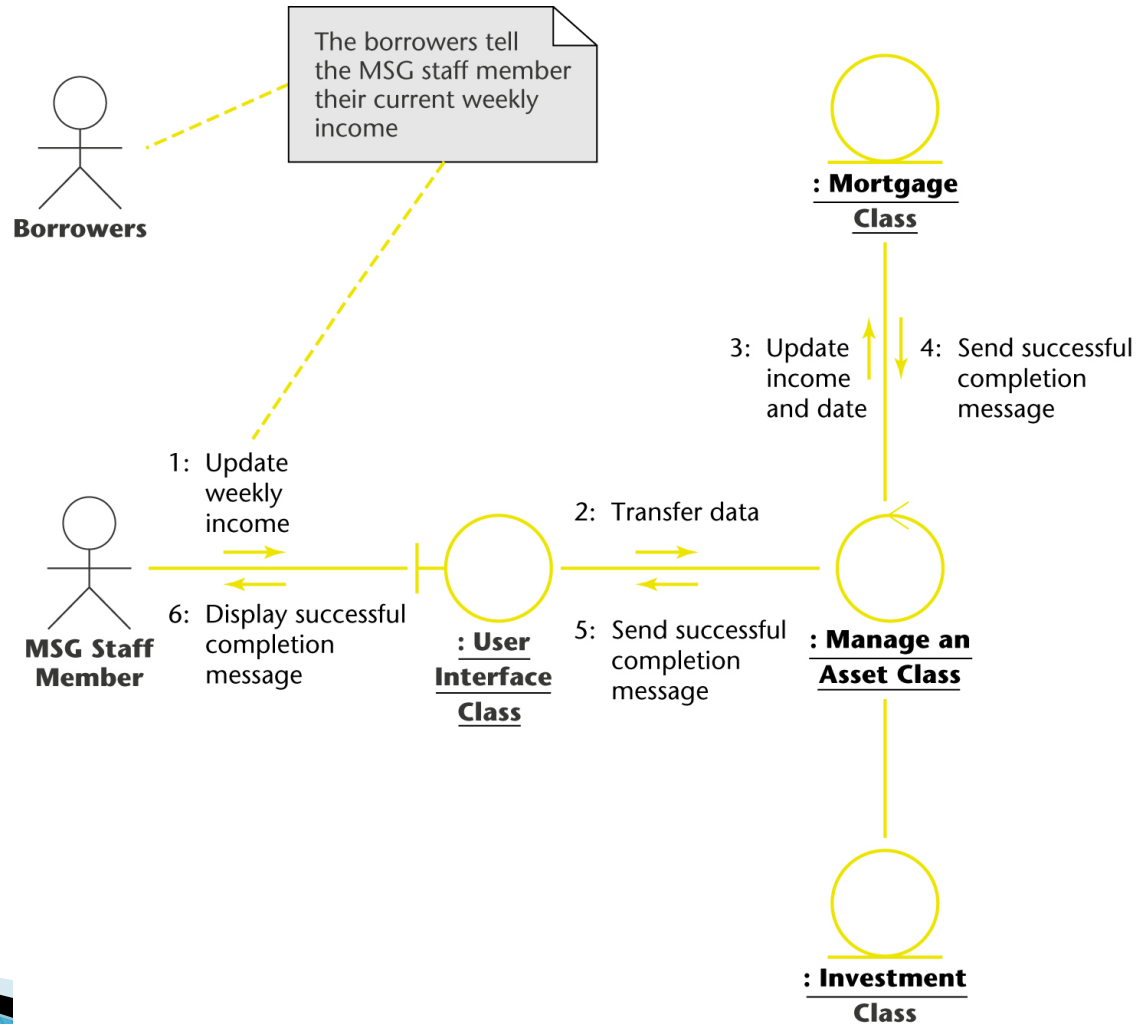 The borrowers tell
the MSG staff member
their current weekly
income
Borrowers
: Mortgage
Class
3: Update
income
and date
4: Send successful
completion
message
1: Update
weekly
income
2: Transfer data
6: Display successful
completion
message
5: Send successful
completion
message
MSG Staff
Member
: User
Interface
Class
: Manage an
Asset Class
: Investment
Class